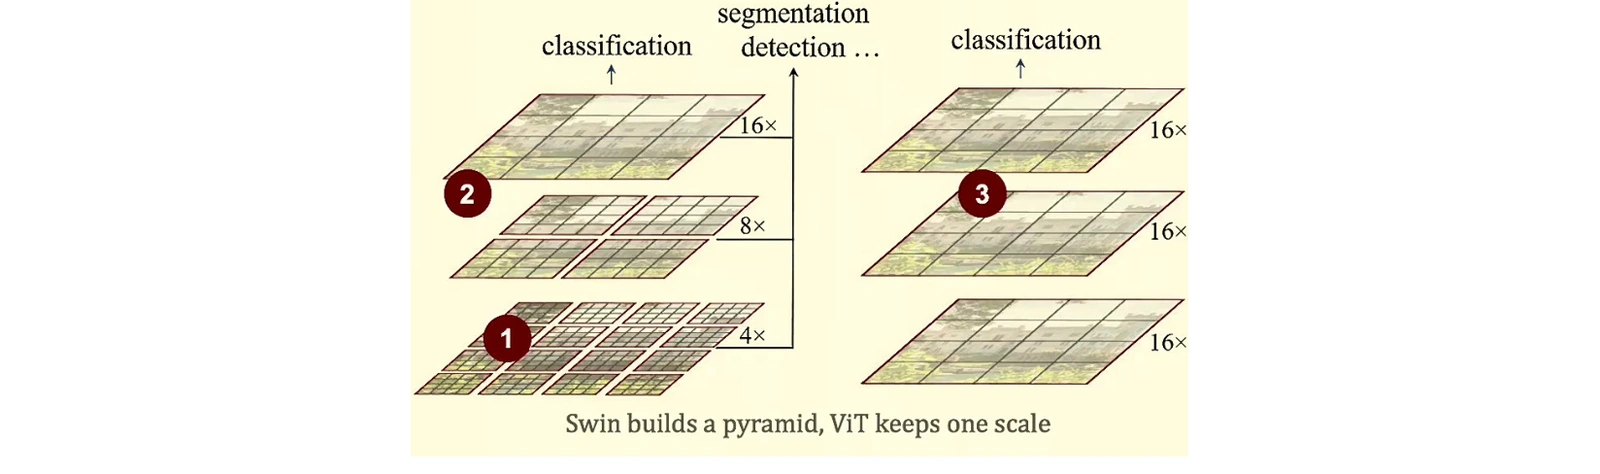 segmentation
classification
detection ...
classification
16×
16×
2
3
8×
16×
1
4×
16×
Swin builds a pyramid, ViT keeps one scale